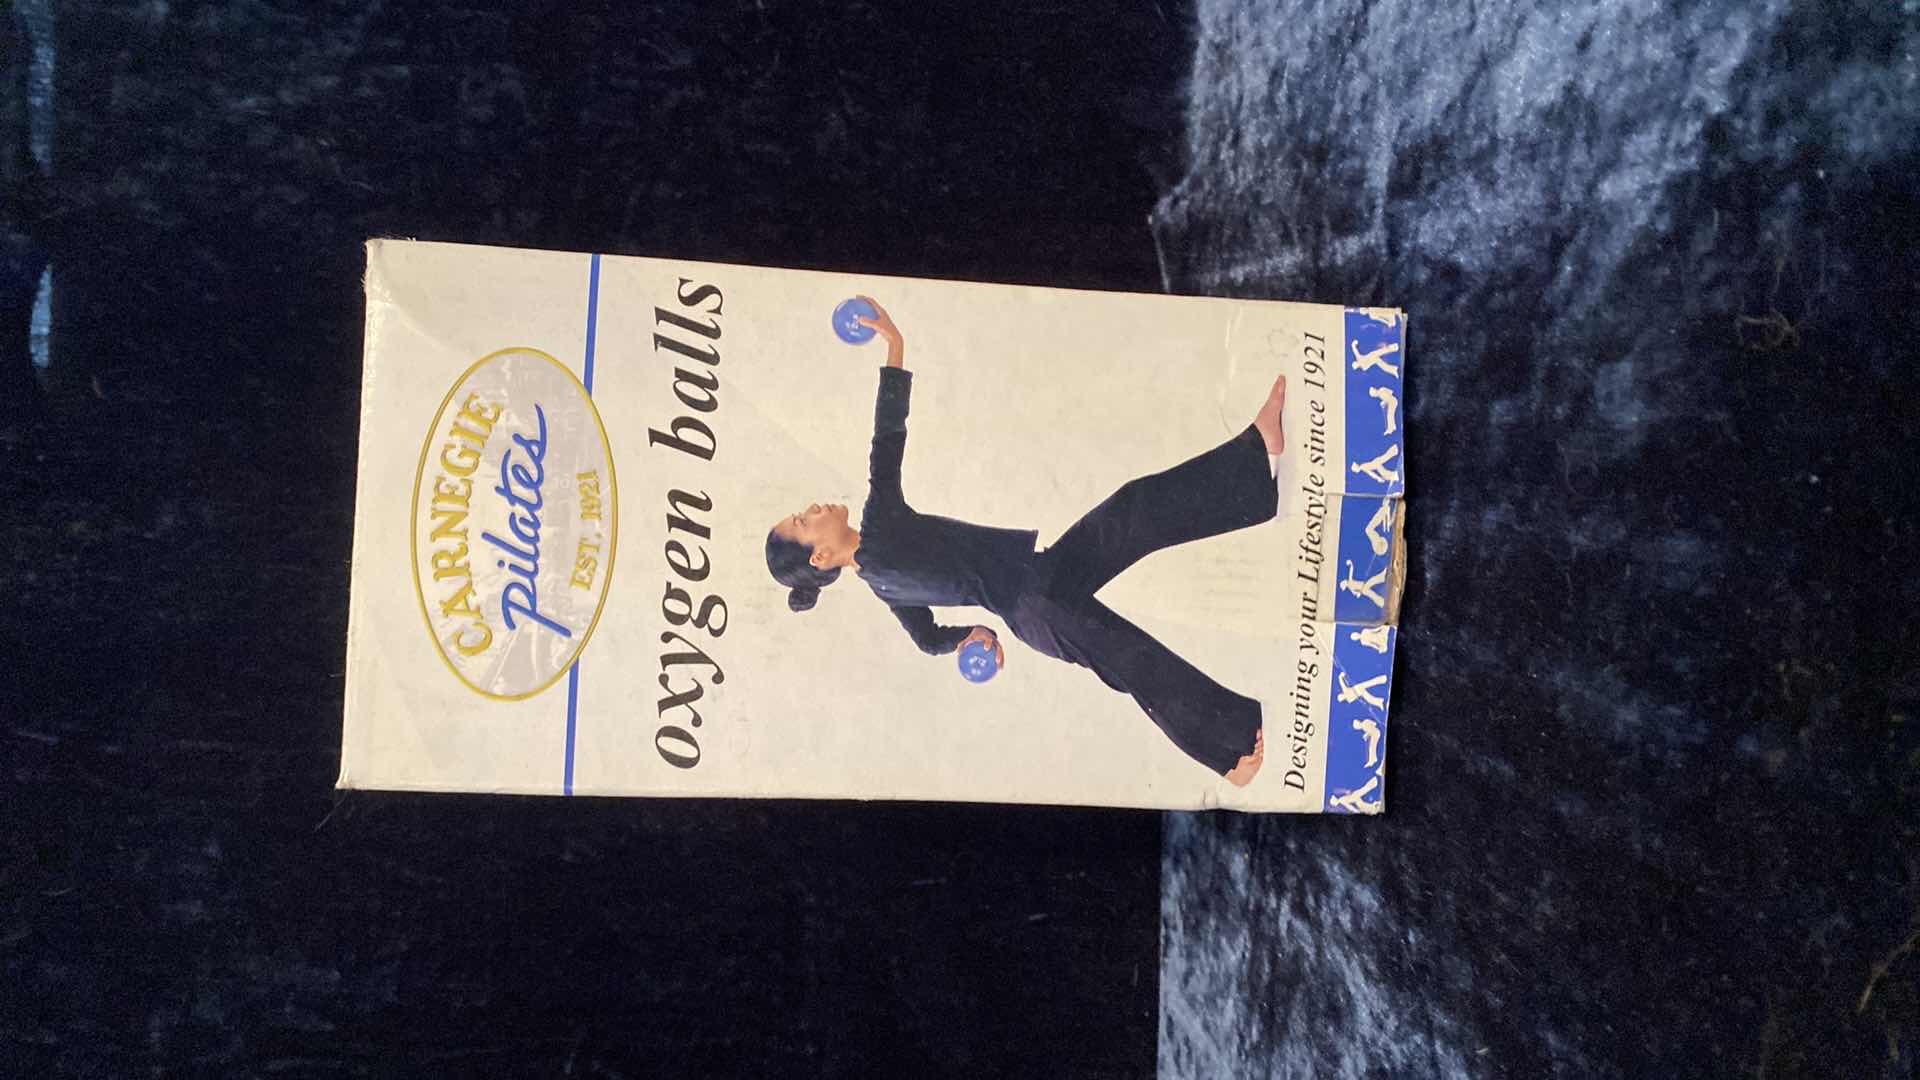 CARNEGIE
pilates
EST. 1921
oxygen balls
Designing your Lifestyle since 1921